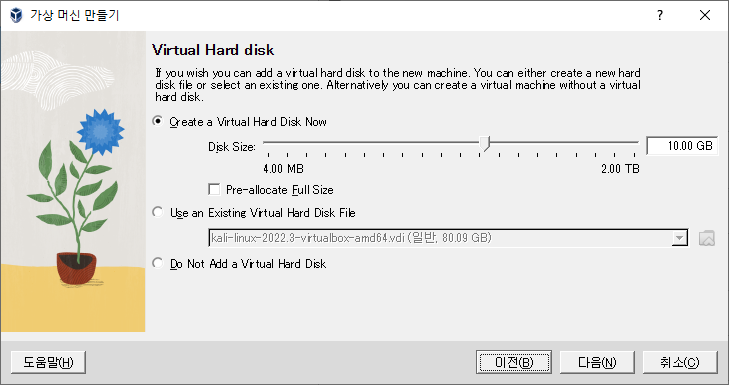 가상 머신 만들기
Virtual Hard disk
If you wish you can add a virtual hard disk to the new machine. You can either create a new hard
disk file or select an existing one. Alternatively you can create a virtual machine without a virtual
hard disk.
Create a Virtual Hard Disk Now
Disk Size: 10.00 GB
4.00 MB 2.00 TB
Pre-allocate Full Size
Use an Existing Virtual Hard Disk File
kali-linux-2022.3-virtualbox-amd64.vdi (일반, 80.09 GB)
Do Not Add a Virtual Hard Disk
도움말(H) 이전(B) 다음(N) 취소(C)